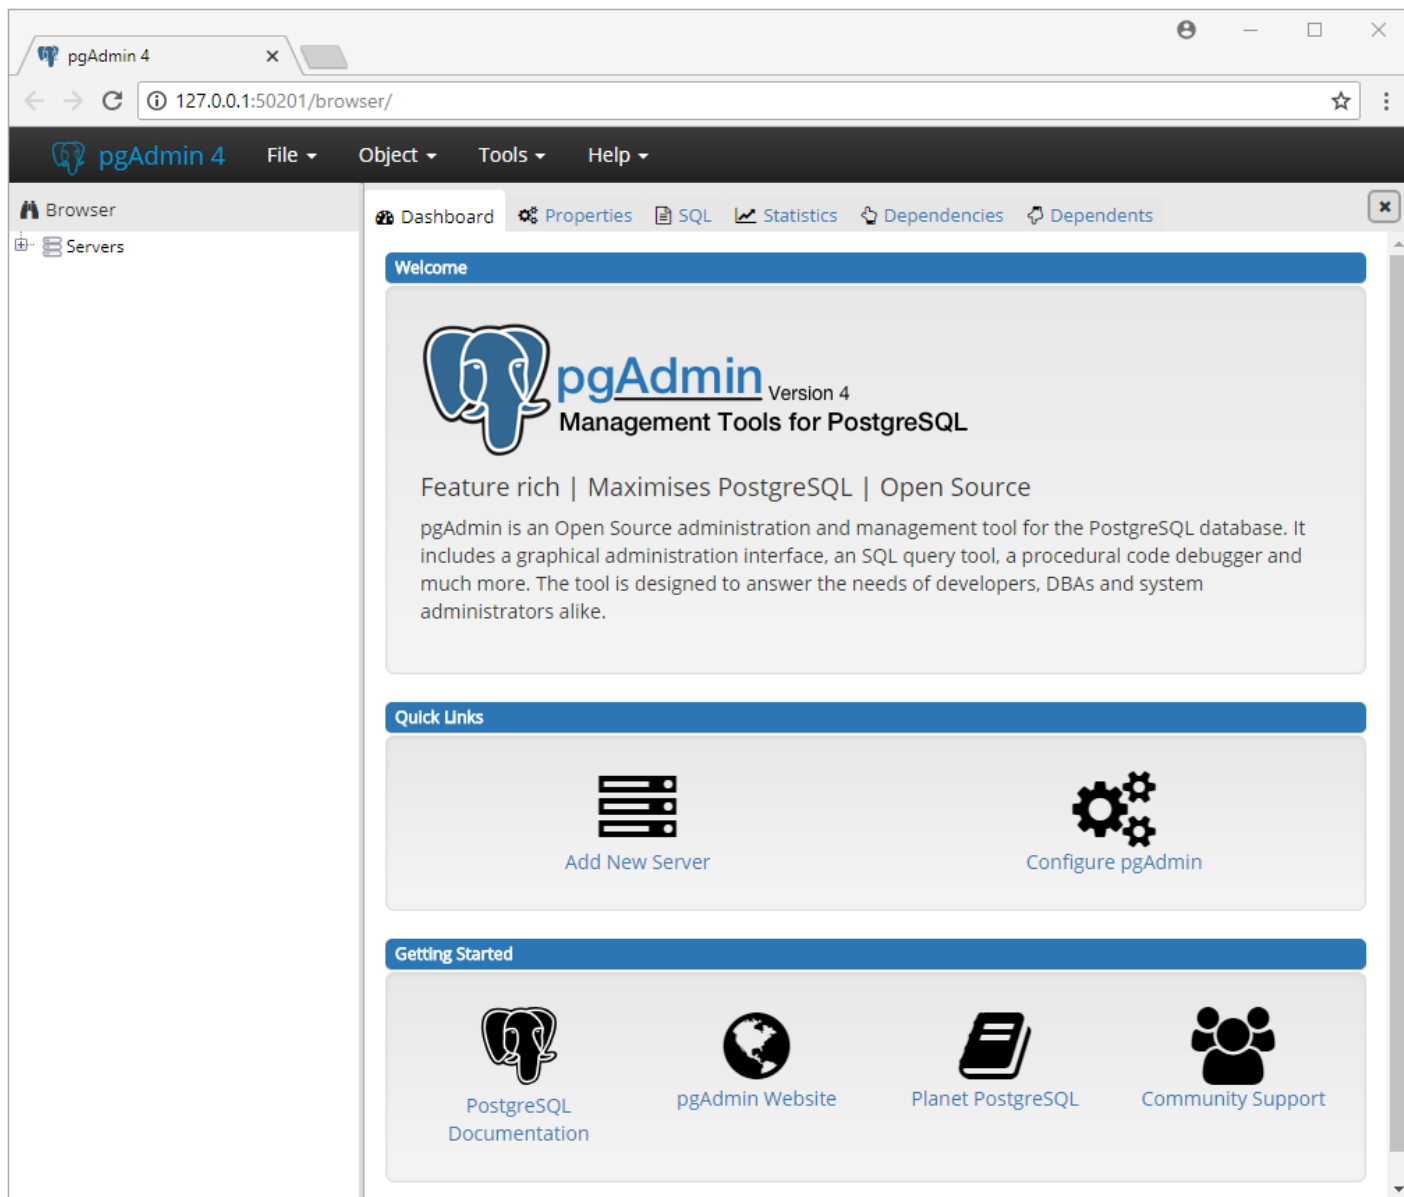 pgAdmin 4
127.0.0.1:50201/browser/
pgAdmin 4 File Object Tools Help
Browser
Servers
Dashboard Properties SQL Statistics Dependencies Dependents
Welcome
pgAdmin Version 4
Management Tools for PostgreSQL
Feature rich | Maximises PostgreSQL | Open Source
pgAdmin is an Open Source administration and management tool for the PostgreSQL database. It
includes a graphical administration interface, an SQL query tool, a procedural code debugger and
much more. The tool is designed to answer the needs of developers, DBAs and system
administrators alike.
Quick Links
Add New Server Configure pgAdmin
Getting Started
PostgreSQL
Documentation
pgAdmin Website
Planet PostgreSQL
Community Support